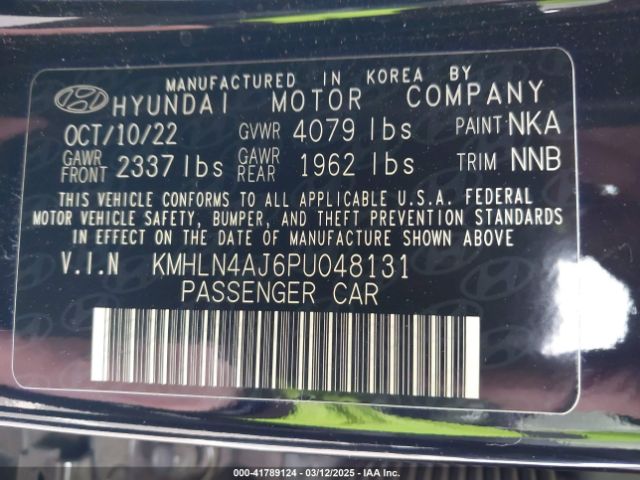 MANUFACTURED IN KOREA BY
HYUNDAI MOTOR COMPANY
OCT/10/22 GVWR 4079 lbs PAINT NKA
GAWR FRONT 2337 lbs GAWR REAR 1962 lbs TRIM NNB
THIS VEHICLE CONFORMS TO ALL APPLICABLE U.S.A. FEDERAL
MOTOR VEHICLE SAFETY, BUMPER, AND THEFT PREVENTION STANDARDS
IN EFFECT ON THE DATE OF MANUFACTURE SHOWN ABOVE
V.I.N KMHLN4AJ6PU048131
PASSENGER CAR
000-41789124 - 03/12/2025 - IAA Inc.